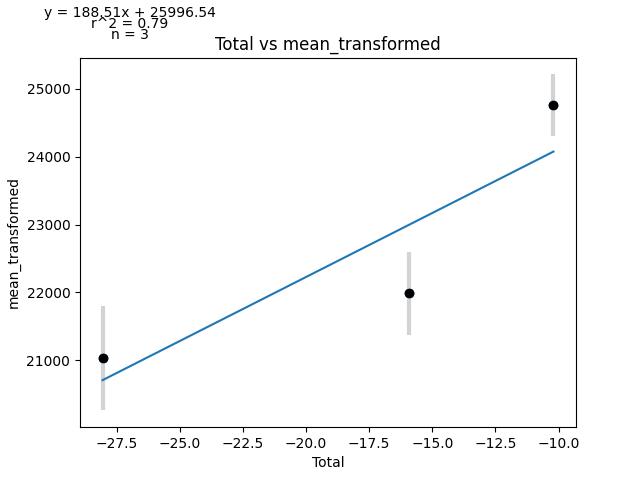 y = 188.51x + 25996.54
r^2 = 0.79
n = 3
Total vs mean_transformed
25000
24000
23000
22000
21000
mean_transformed
−27.5 −25.0 −22.5 −20.0 −17.5 −15.0 −12.5 −10.0
Total